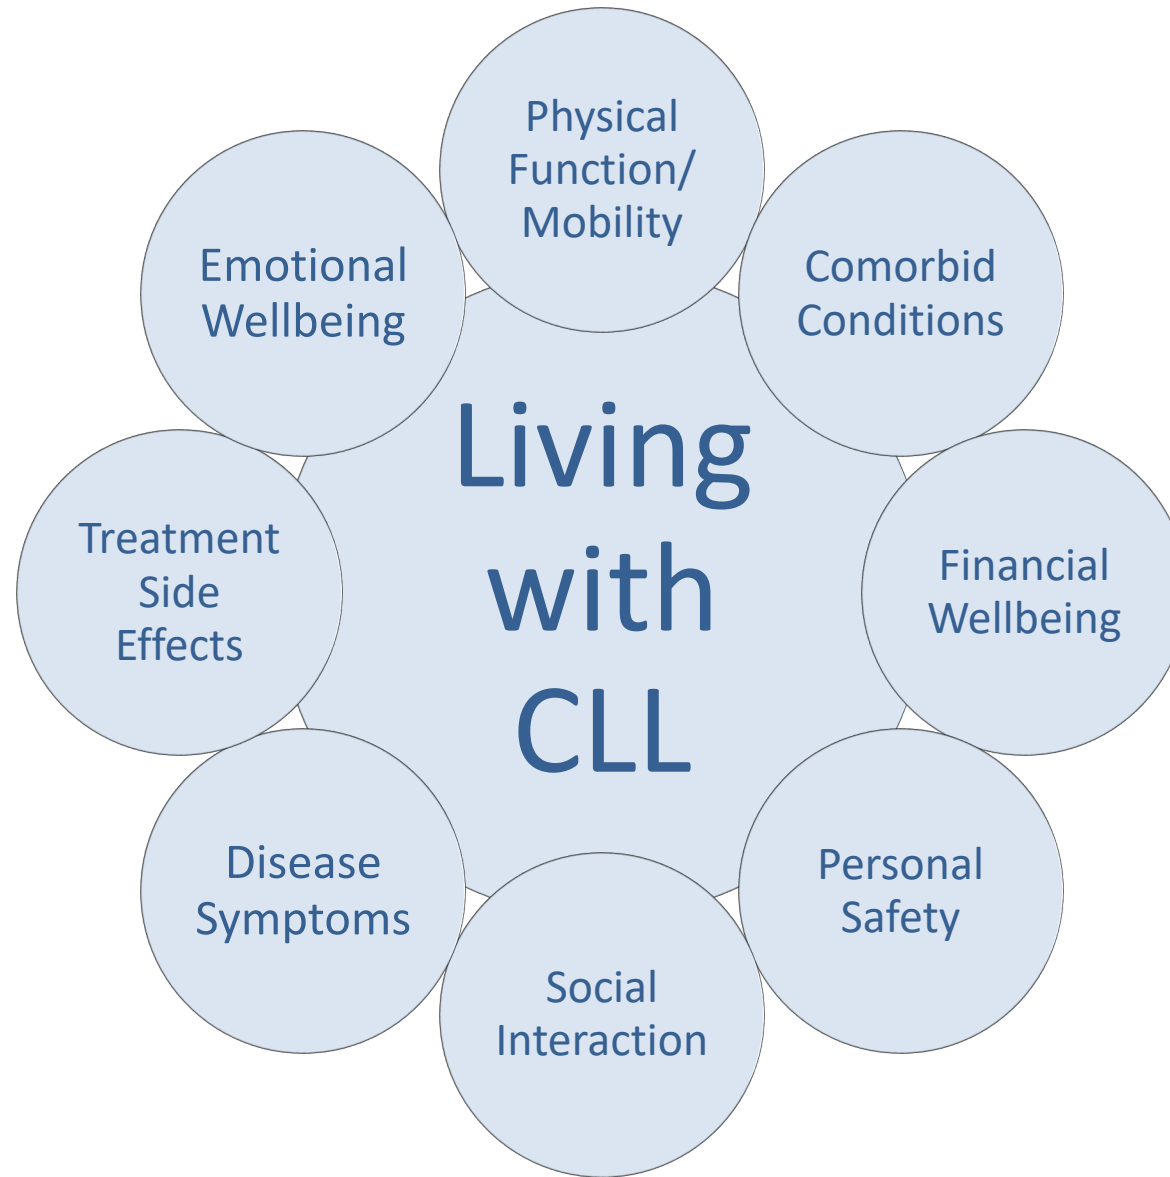 Physical
Function/
Mobility
Comorbid
Conditions
Financial
Wellbeing
Personal
Safety
Social
Interaction
Disease
Symptoms
Treatment
Side
Effects
Emotional
Wellbeing
Living
with
CLL